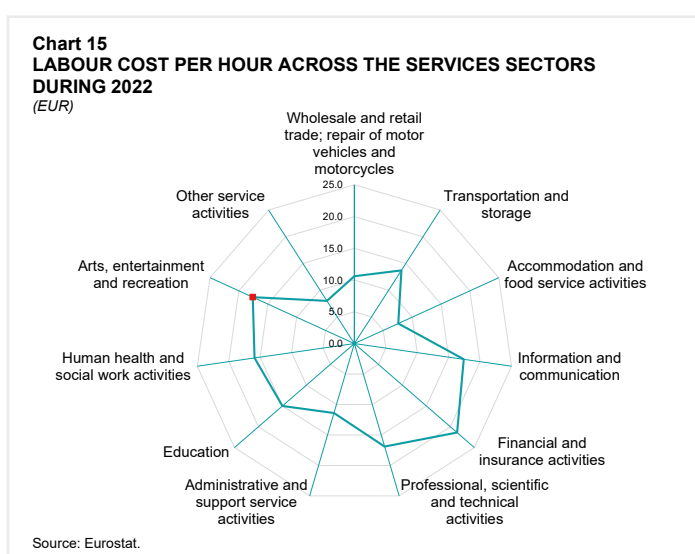 Chart 15
LABOUR COST PER HOUR ACROSS THE SERVICES SECTORS
DURING 2022
(EUR)
Wholesale and retail
trade; repair of motor
vehicles and
motorcycles
Transportation and
storage
Accommodation and
food service activities
Information and
communication
Financial and
insurance activities
Professional, scientific
and technical
activities
Administrative and
support service
activities
Education
Human health and
social work activities
Arts, entertainment
and recreation
Other service
activities
25.0
20.0
15.0
10.0
5.0
0.0
Source: Eurostat.